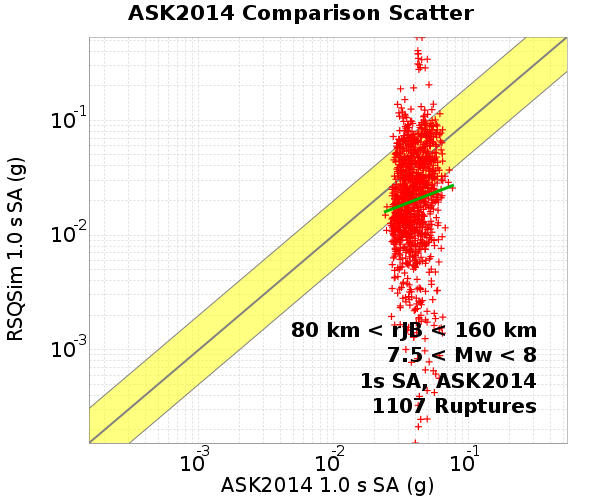 ASK2014 Comparison Scatter
RSQSim 1.0 s SA (g)
10-1
10-2
10-3
80 km < rJB < 160 km
7.5 < Mw < 8
1s SA, ASK2014
1107 Ruptures
10-3 10-2 10-1
ASK2014 1.0 s SA (g)